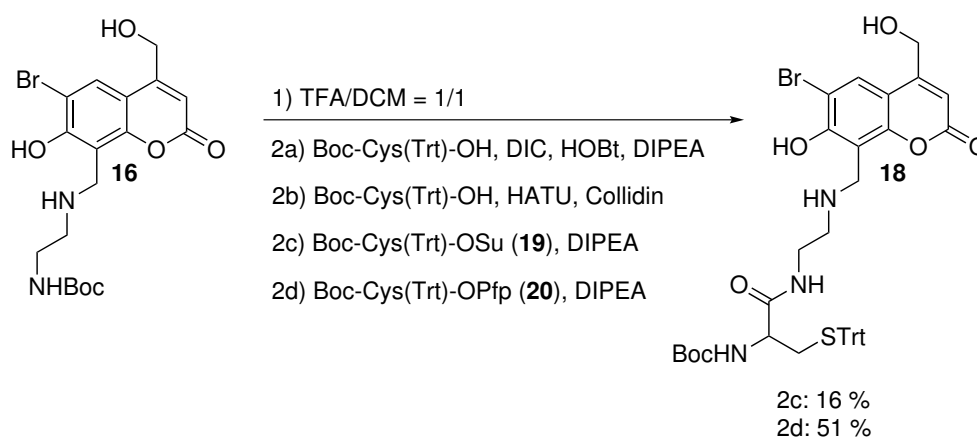 HO
Br
HO
O
O
16
HN
NHBoc
1) TFA/DCM = 1/1
2a) Boc-Cys(Trt)-OH, DIC, HOBt, DIPEA
2b) Boc-Cys(Trt)-OH, HATU, Collidin
2c) Boc-Cys(Trt)-OSu (19), DIPEA
2d) Boc-Cys(Trt)-OPfp (20), DIPEA
HO
Br
HO
O
O
18
HN
O
NH
BocHN
STrt
2c: 16 %
2d: 51 %